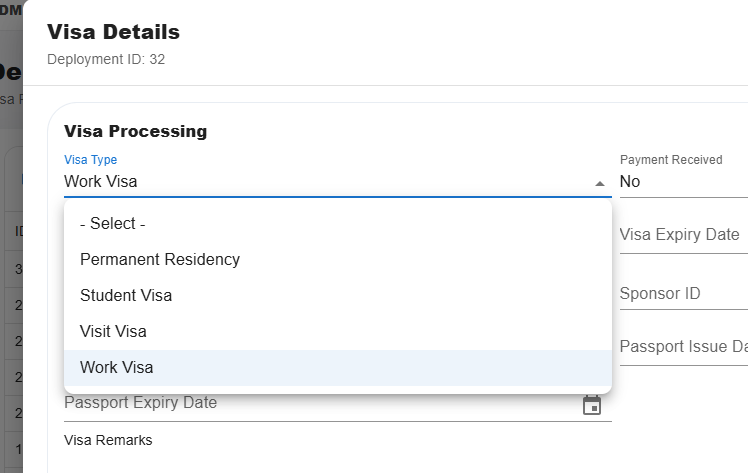 DM
Visa Details
Deployment ID: 32
De
sa
Visa Processing
Visa Type
Payment Received
Work Visa
No
- Select -
Visa Expiry Date
Permanent Residency
Student Visa
Sponsor ID
Visit Visa
Passport Issue Da
Work Visa
Passport Expiry Date
Visa Remarks
ID
3
2
2
2
2
1